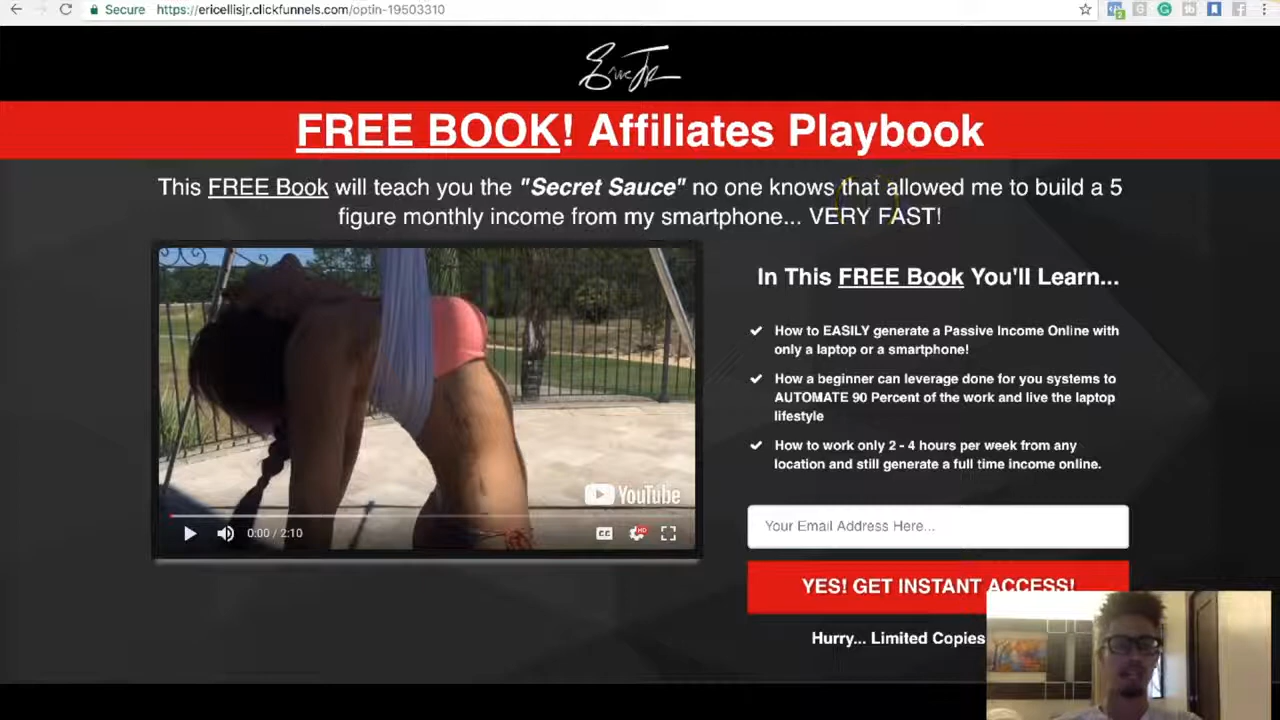 Secure https://ericellisjr.clickfunnels.com/optin-19503310
EricJR
FREE BOOK! Affiliates Playbook
This FREE Book will teach you the "Secret Sauce" no one knows that allowed me to build a 5
figure monthly income from my smartphone... VERY FAST!
YouTube
0:00 / 2:10
CC
HD
In This FREE Book You'll Learn...
How to EASILY generate a Passive Income Online with
only a laptop or a smartphone!
How a beginner can leverage done for you systems to
AUTOMATE 90 Percent of the work and live the laptop
lifestyle
How to work only 2 - 4 hours per week from any
location and still generate a full time income online.
Your Email Address Here...
YES! GET INSTANT ACCESS!
Hurry... Limited Copies